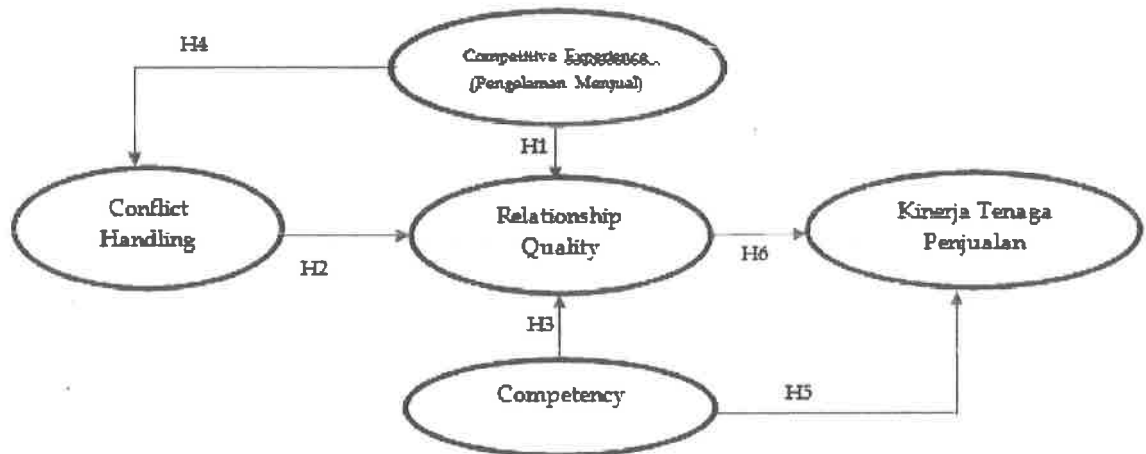 H4
Competitive Experience
(Pengalaman Menjual)
H1
Conflict
Handling
Relationship
Quality
Kinerja Tenaga
Penjualan
H2
H6
H3
Competency
H5